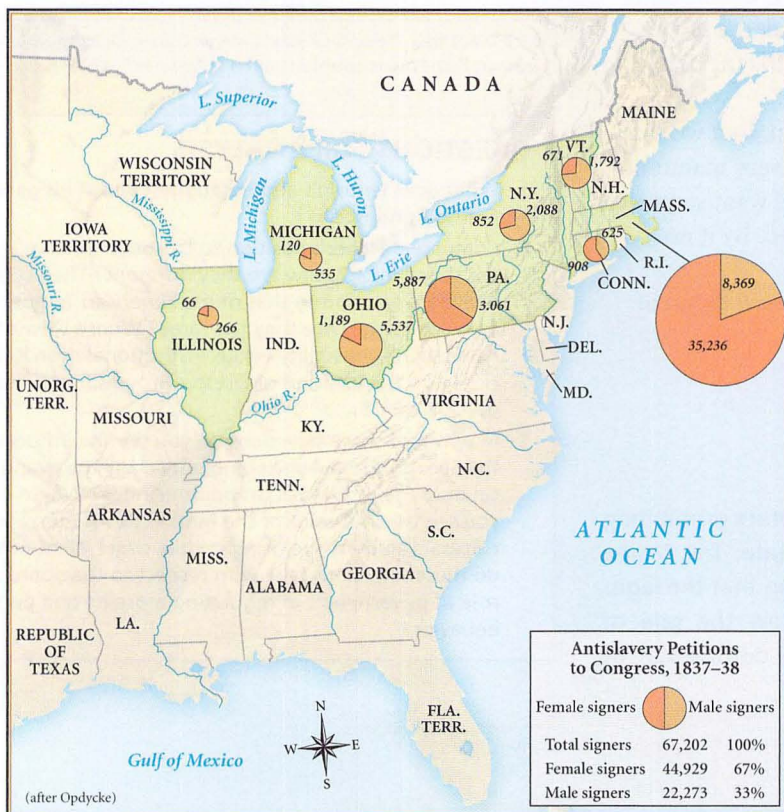 CANADA
L. Superior
MAINE
WISCONSIN
TERRITORY
VT.
671
1,792
N.H.
L. Michigan
L. Huron
L. Ontario
N.Y.
852
2,088
MASS.
IOWA
TERRITORY
Mississippi R.
MICHIGAN
120
535
L. Erie
625
R.I.
908
CONN.
Missouri R.
5,887
PA.
3.061
8,369
35,236
66
266
ILLINOIS
OHIO
1,189
5,537
IND.
N.J.
DEL.
MD.
UNORG.
TERR.
MISSOURI
Ohio R.
VIRGINIA
KY.
N.C.
TENN.
ARKANSAS
S.C.
ATLANTIC
OCEAN
MISS.
ALABAMA
GEORGIA
LA.
REPUBLIC
OF
TEXAS
FLA.
TERR.
Gulf of Mexico
N
W
E
S
(after Opdycke)
Antislavery Petitions
to Congress, 1837–38
Female signers Male signers
Total signers 67,202 100%
Female signers 44,929 67%
Male signers 22,273 33%